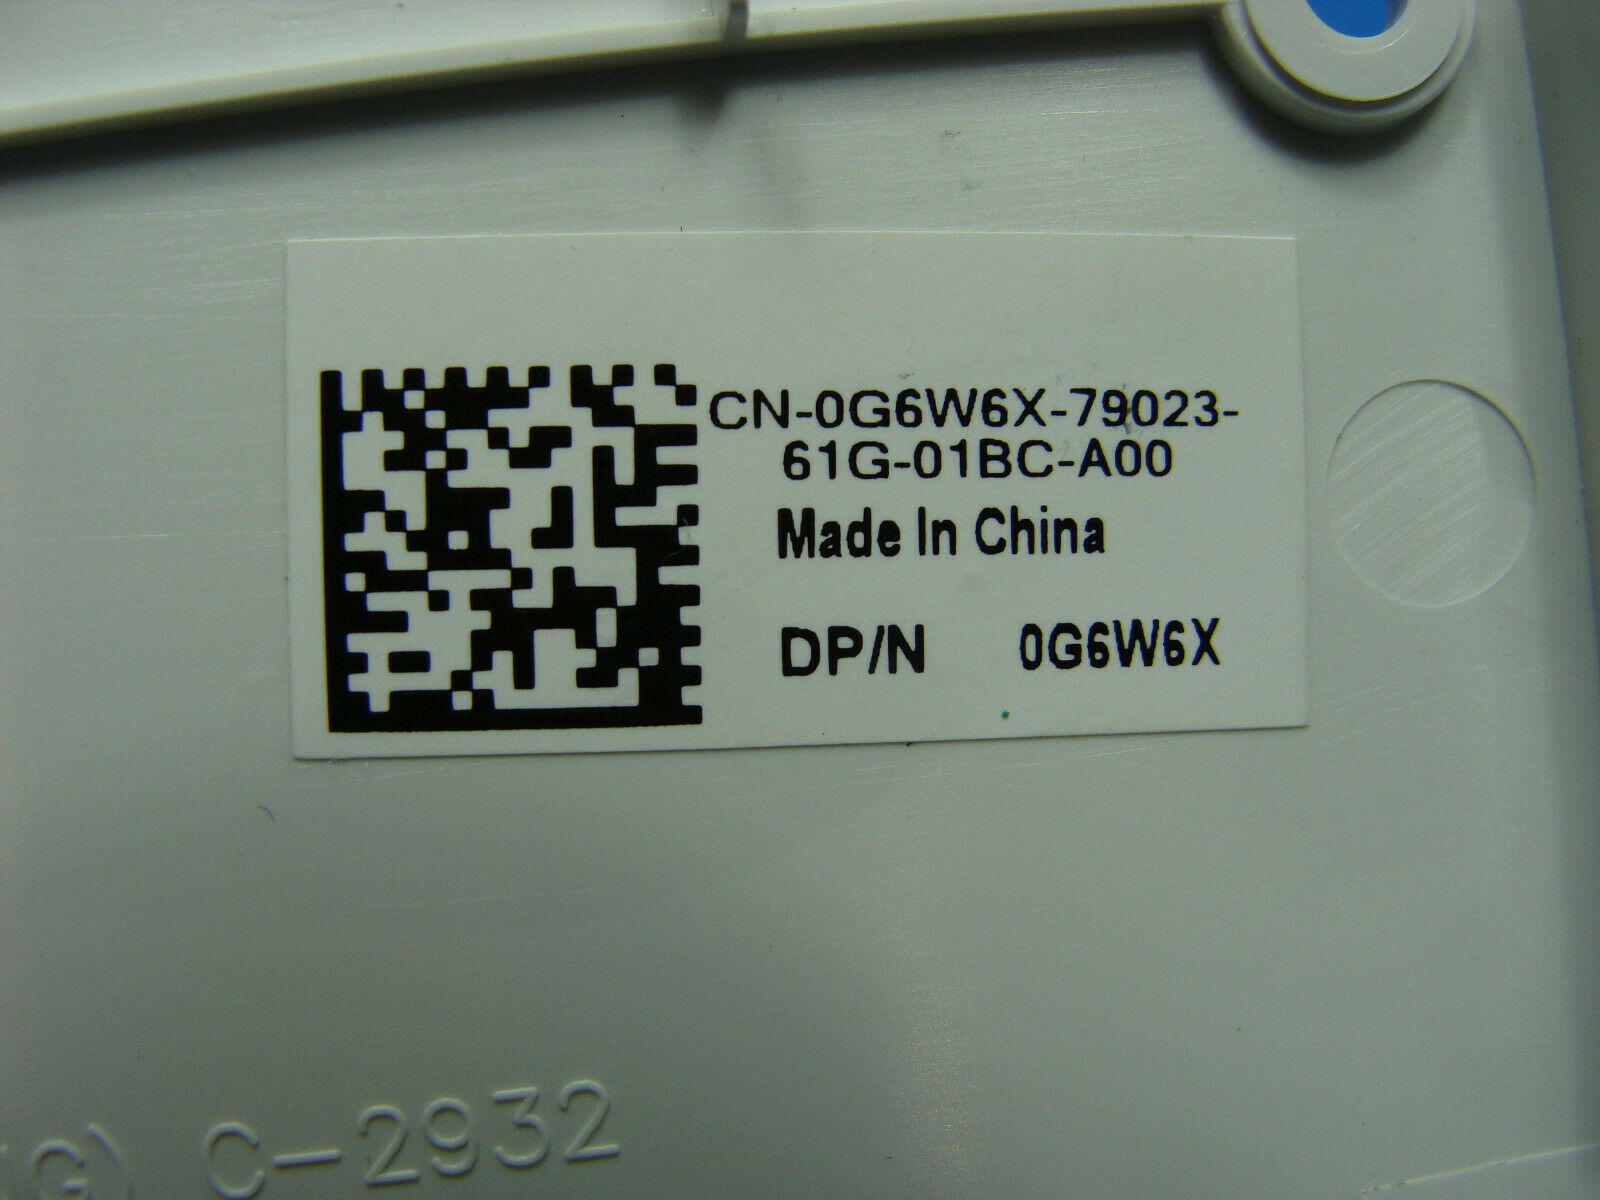 CN-0G6W6X-79023-
61G-01BC-A00
Made In China
DP/N 0G6W6X
G) C-2932